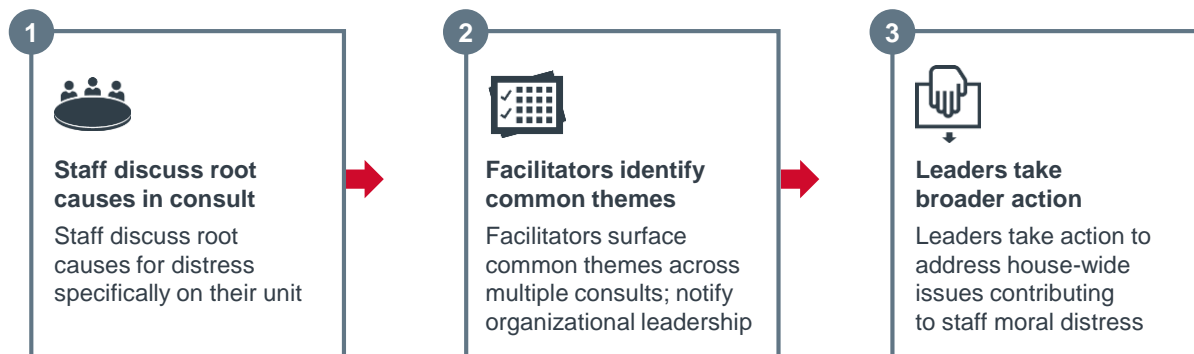 1
Staff discuss root
causes in consult
Staff discuss root
causes for distress
specifically on their unit
2
Facilitators identify
common themes
Facilitators surface
common themes across
multiple consults; notify
organizational leadership
3
Leaders take
broader action
Leaders take action to
address house-wide
issues contributing
to staff moral distress